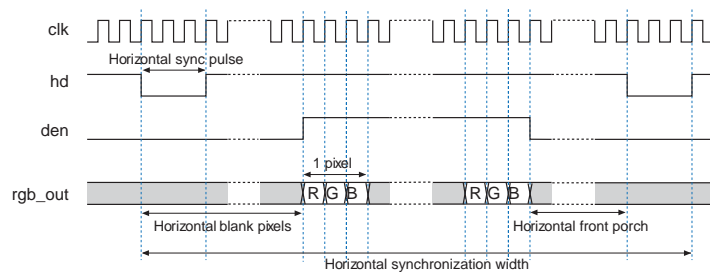 clk
Horizontal sync pulse
hd
den
1 pixel
rgb_out
R G B
R G B
Horizontal blank pixels
Horizontal front porch
Horizontal synchronization width